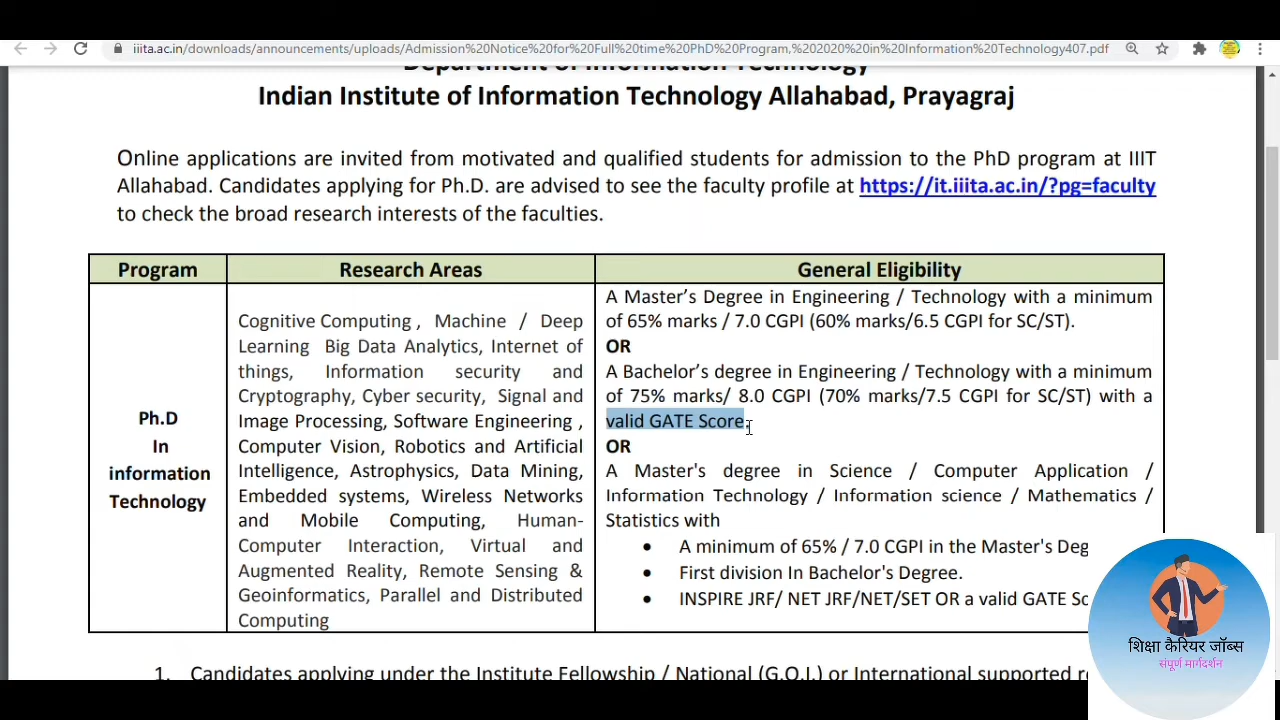 iiita.ac.in/downloads/announcements/uploads/Admission%20Notice%20for%20Full%20time%20PhD%20Program,%202020%20in%20Information%20Technology407.pdf
Department of Information Technology
Indian Institute of Information Technology Allahabad, Prayagraj
Online applications are invited from motivated and qualified students for admission to the PhD program at IIIT
Allahabad. Candidates applying for Ph.D. are advised to see the faculty profile at https://it.iiita.ac.in/?pg=faculty
to check the broad research interests of the faculties.
Program
Research Areas
General Eligibility
Ph.D
In
information
Technology
Cognitive Computing , Machine / Deep
Learning Big Data Analytics, Internet of
things, Information security and
Cryptography, Cyber security, Signal and
Image Processing, Software Engineering ,
Computer Vision, Robotics and Artificial
Intelligence, Astrophysics, Data Mining,
Embedded systems, Wireless Networks
and Mobile Computing, Human-
Computer Interaction, Virtual and
Augmented Reality, Remote Sensing &
Geoinformatics, Parallel and Distributed
Computing
A Master's Degree in Engineering / Technology with a minimum
of 65% marks / 7.0 CGPI (60% marks/6.5 CGPI for SC/ST).
OR
A Bachelor's degree in Engineering / Technology with a minimum
of 75% marks/ 8.0 CGPI (70% marks/7.5 CGPI for SC/ST) with a
valid GATE Score.
OR
A Master's degree in Science / Computer Application /
Information Technology / Information science / Mathematics /
Statistics with
• A minimum of 65% / 7.0 CGPI in the Master's Deg
• First division In Bachelor's Degree.
• INSPIRE JRF/ NET JRF/NET/SET OR a valid GATE Sc
1. Candidates applying under the Institute Fellowship / National (G.O.I.) or International supported re
शिक्षा कैरियर जॉब्स
संपूर्ण मार्गदर्शन